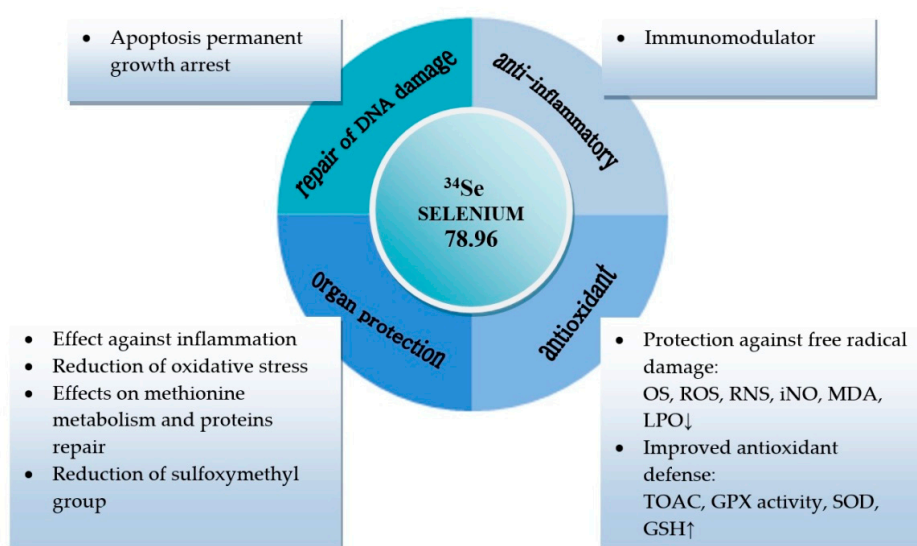 • Apoptosis permanent
growth arrest
• Immunomodulator
repair of DNA damage
anti-inflammatory
³⁴Se
SELENIUM
78.96
organ protection
antioxidant
• Effect against inflammation
• Reduction of oxidative stress
• Effects on methionine
metabolism and proteins
repair
• Reduction of sulfoxymethyl
group
• Protection against free radical
damage:
OS, ROS, RNS, iNO, MDA,
LPO↓
• Improved antioxidant
defense:
TOAC, GPX activity, SOD,
GSH↑